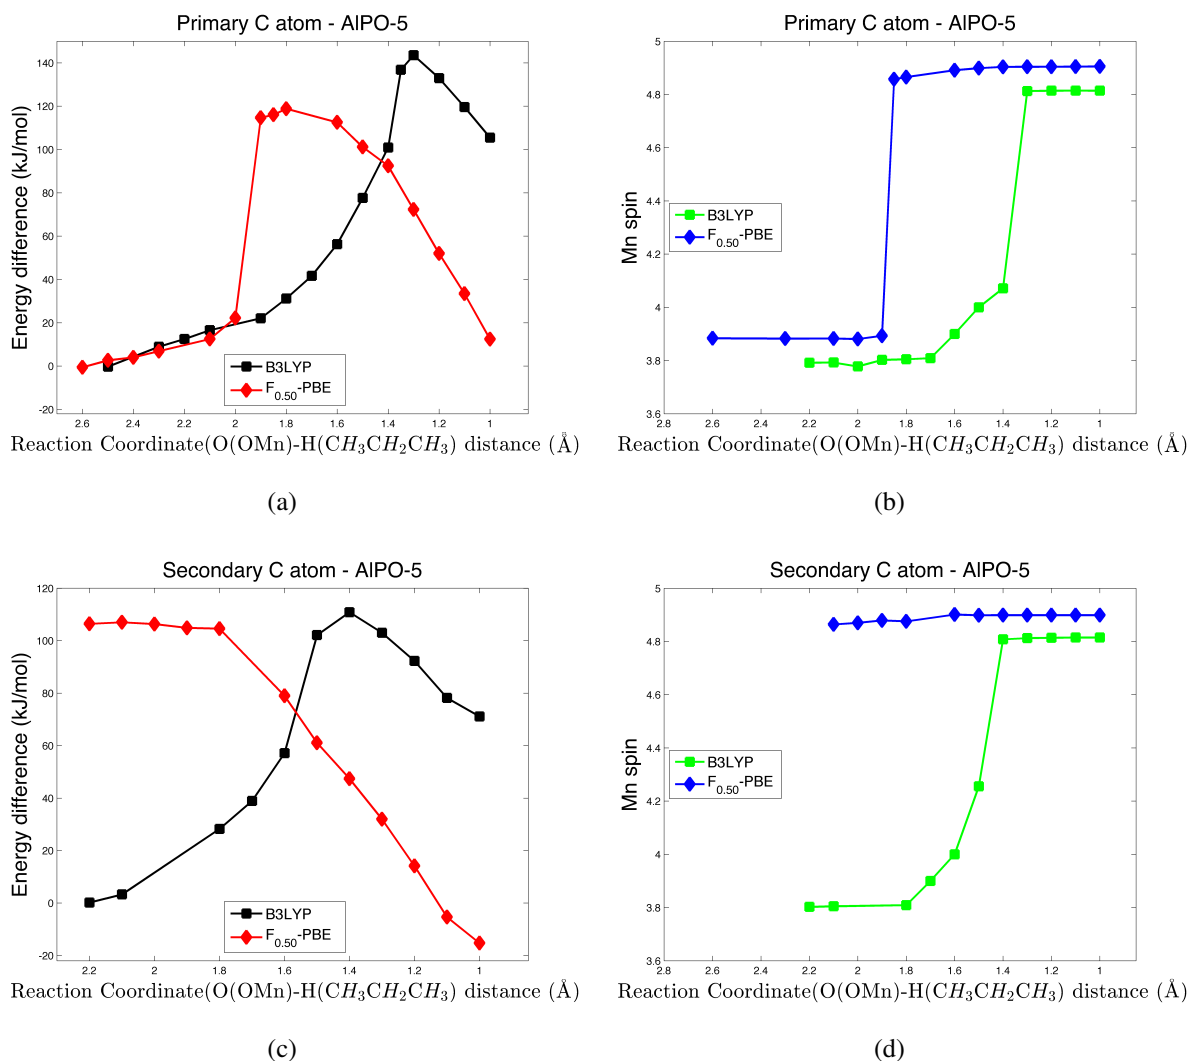 Primary C atom - AlPO-5
Energy difference (kJ/mol)
140
120
100
80
60
40
20
0
-20
B3LYP
F0.50-PBE
2.6 2.4 2.2 2 1.8 1.6 1.4 1.2 1
Reaction Coordinate(O(OMn)-H(CH3CH2CH3) distance (Å)
(a)
Primary C atom - AlPO-5
Mn spin
5
4.8
4.6
4.4
4.2
4
3.8
3.6
B3LYP
F0.50-PBE
2.8 2.6 2.4 2.2 2 1.8 1.6 1.4 1.2 1
Reaction Coordinate(O(OMn)-H(CH3CH2CH3) distance (Å)
(b)
Secondary C atom - AlPO-5
Energy difference (kJ/mol)
120
100
80
60
40
20
0
-20
B3LYP
F0.50-PBE
2.2 2 1.8 1.6 1.4 1.2 1
Reaction Coordinate(O(OMn)-H(CH3CH2CH3) distance (Å)
(c)
Secondary C atom - AlPO-5
Mn spin
5
4.8
4.6
4.4
4.2
4
3.8
3.6
B3LYP
F0.50-PBE
2.8 2.6 2.4 2.2 2 1.8 1.6 1.4 1.2 1
Reaction Coordinate(O(OMn)-H(CH3CH2CH3) distance (Å)
(d)